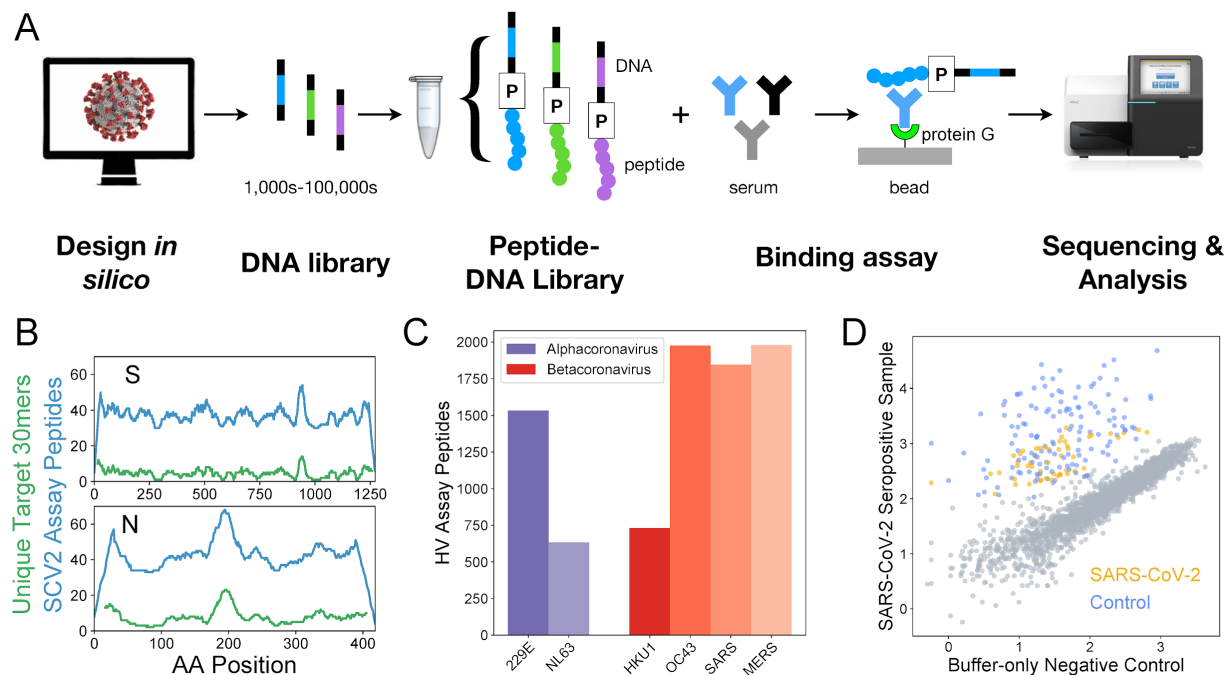 A
P
P
P
DNA
peptide
1,000s-100,000s
+
serum
P
protein G
bead
Design in
silico
DNA library
Peptide-
DNA Library
Binding assay
Sequencing &
Analysis
B
Unique Target 30mers
SCV2 Assay Peptides
S
60
40
20
0
0 250 500 750 1000 1250
N
60
40
20
0
0 100 200 300 400
AA Position
C
HV Assay Peptides
2000
1750
1500
1250
1000
750
500
250
0
Alphacoronavirus
Betacoronavirus
229E NL63 HKU1 OC43 SARS MERS
D
SARS-CoV-2 Seropositive Sample
4
3
2
1
0
SARS-CoV-2
Control
0 1 2 3
Buffer-only Negative Control